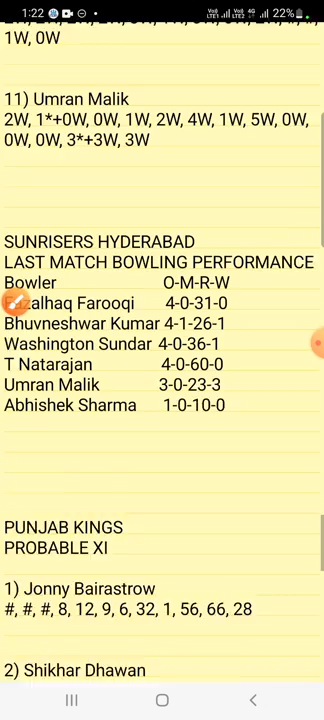 1:22 22%
1W, 0W
11) Umran Malik
2W, 1*+0W, 0W, 1W, 2W, 4W, 1W, 5W, 0W,
0W, 0W, 3*+3W, 3W
SUNRISERS HYDERABAD
LAST MATCH BOWLING PERFORMANCE
Bowler O-M-R-W
Fazalhaq Farooqi 4-0-31-0
Bhuvneshwar Kumar 4-1-26-1
Washington Sundar 4-0-36-1
T Natarajan 4-0-60-0
Umran Malik 3-0-23-3
Abhishek Sharma 1-0-10-0
PUNJAB KINGS
PROBABLE XI
1) Jonny Bairastrow
#, #, #, 8, 12, 9, 6, 32, 1, 56, 66, 28
2) Shikhar Dhawan